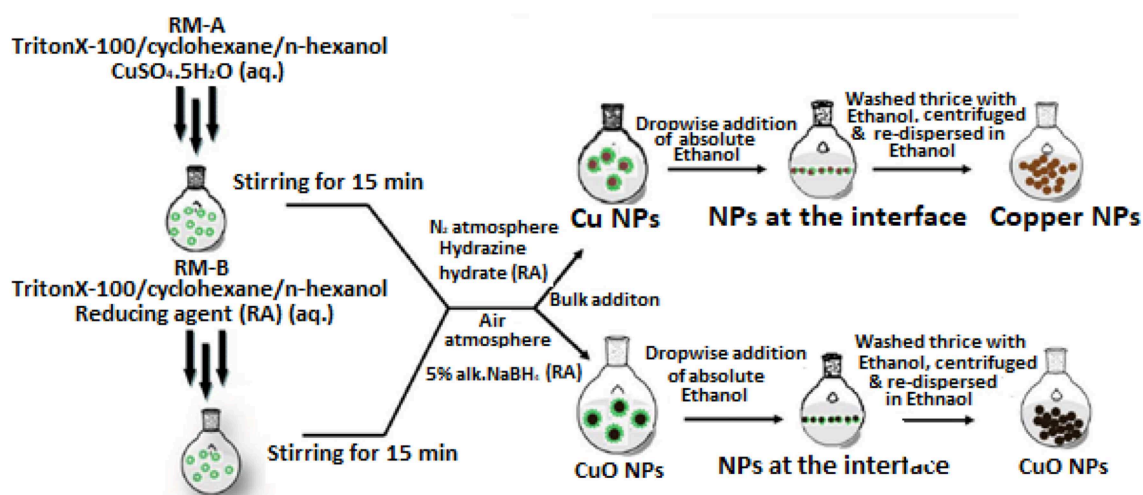 RM-A
TritonX-100/cyclohexane/n-hexanol
CuSO₄.5H₂O (aq.)
Stirring for 15 min
RM-B
TritonX-100/cyclohexane/n-hexanol
Reducing agent (RA) (aq.)
Stirring for 15 min
N₂ atmosphere
Hydrazine
hydrate (RA)
Bulk additon
Air
atmosphere
5% alk.NaBH₄ (RA)
Cu NPs
Dropwise addition
of absolute
Ethanol
NPs at the interface
Washed thrice with
Ethanol, centrifuged
& re-dispersed in
Ethanol
Copper NPs
CuO NPs
Dropwise addition
of absolute
Ethanol
NPs at the interface
Washed thrice with
Ethanol, centrifuged
& re-dispersed
in Ethnaol
CuO NPs